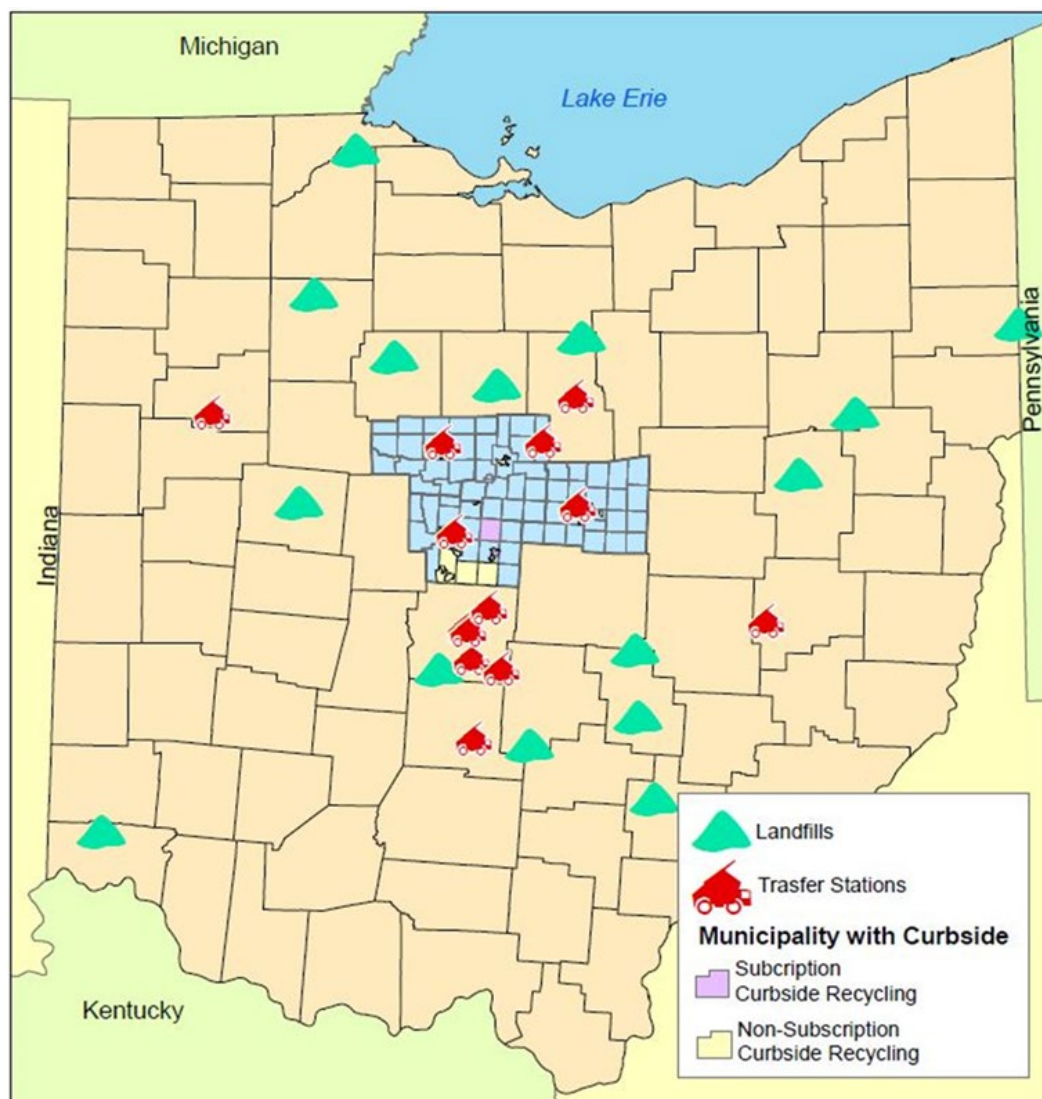 Michigan
Lake Erie
Pennsylvania
Indiana
Kentucky
Landfills
Trasfer Stations
Municipality with Curbside
Subcription
Curbside Recycling
Non-Subscription
Curbside Recycling